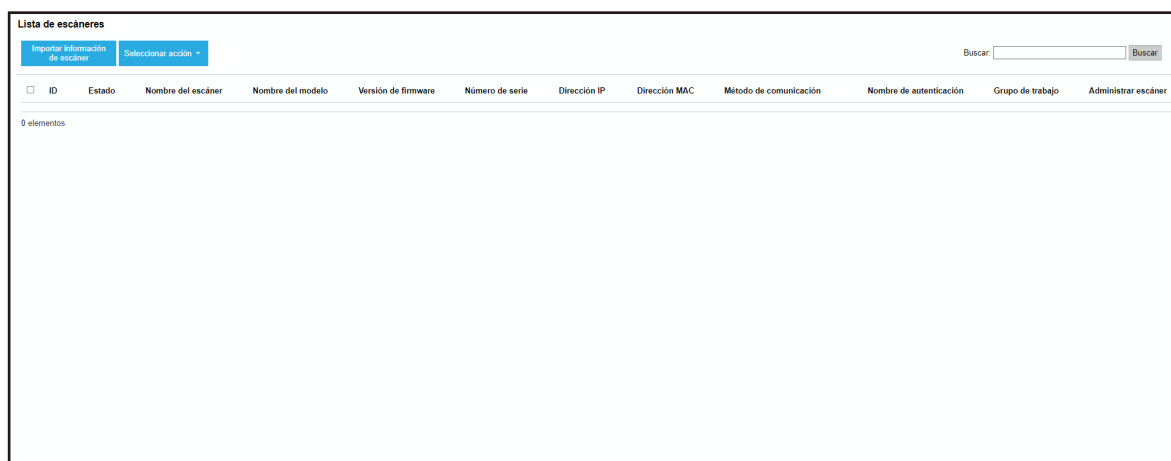 Lista de escáneres
Importar información
de escáner
Seleccionar acción
Buscar:
Buscar
ID Estado Nombre del escáner Nombre del modelo Versión de firmware Número de serie Dirección IP Dirección MAC Método de comunicación Nombre de autenticación Grupo de trabajo Administrar escáner
0 elementos